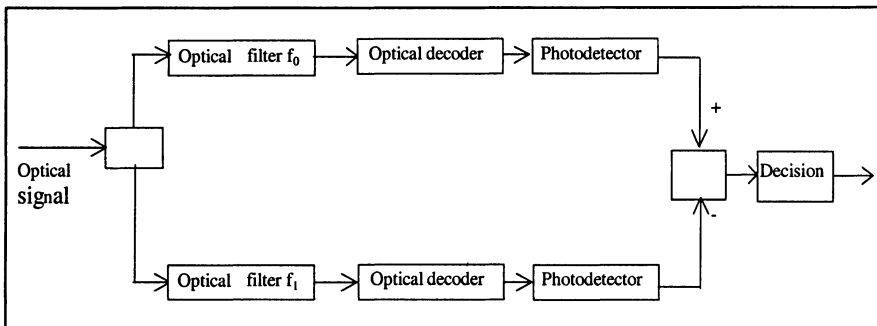 Optical filter f₀
Optical decoder
Photodetector
+
Optical
signal
Decision
-
Optical filter f₁
Optical decoder
Photodetector